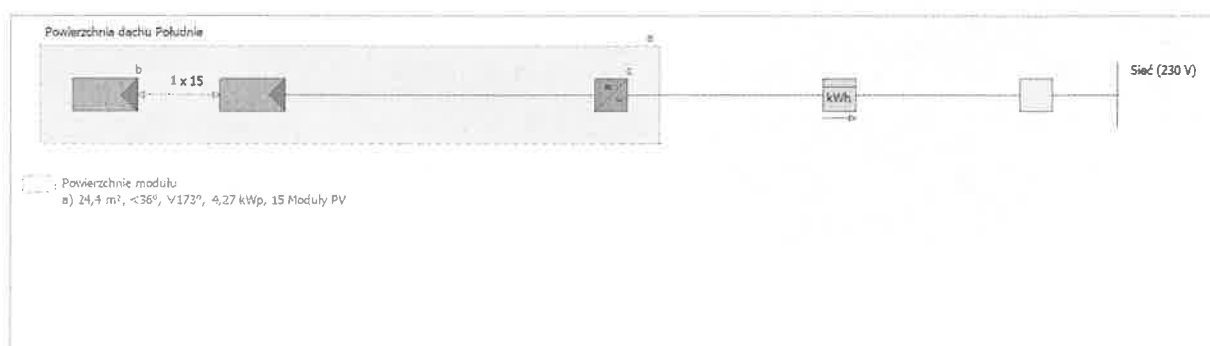 Powierzchnia dachu Południe
a
b
1 x 15
c
kWh
Sieć (230 V)
Powierzchnie modułu
a) 24,4 m², <36°, ∨173°, 4,27 kWp, 15 Moduły PV